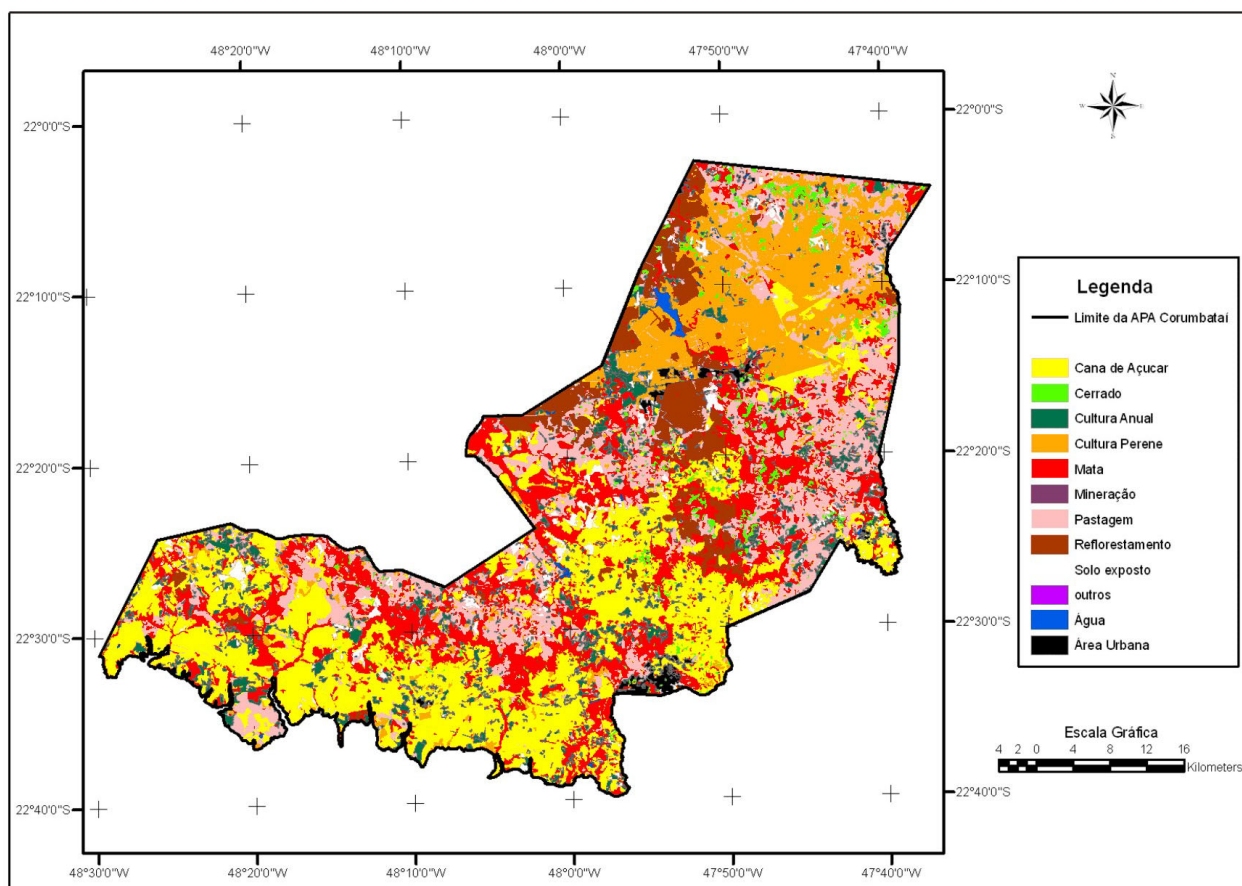 48°20'0"W 48°10'0"W 48°0'0"W 47°50'0"W 47°40'0"W
N
W E
S
22°0'0"S 22°0'0"S
22°10'0"S 22°10'0"S
22°20'0"S 22°20'0"S
22°30'0"S 22°30'0"S
22°40'0"S 22°40'0"S
48°30'0"W 48°20'0"W 48°10'0"W 48°0'0"W 47°50'0"W 47°40'0"W
Legenda
Limite da APA Corumbataí
Cana de Açucar
Cerrado
Cultura Anual
Cultura Perene
Mata
Mineração
Pastagem
Reflorestamento
Solo exposto
outros
Água
Área Urbana
Escala Gráfica
4 2 0 4 8 12 16
Kilometers